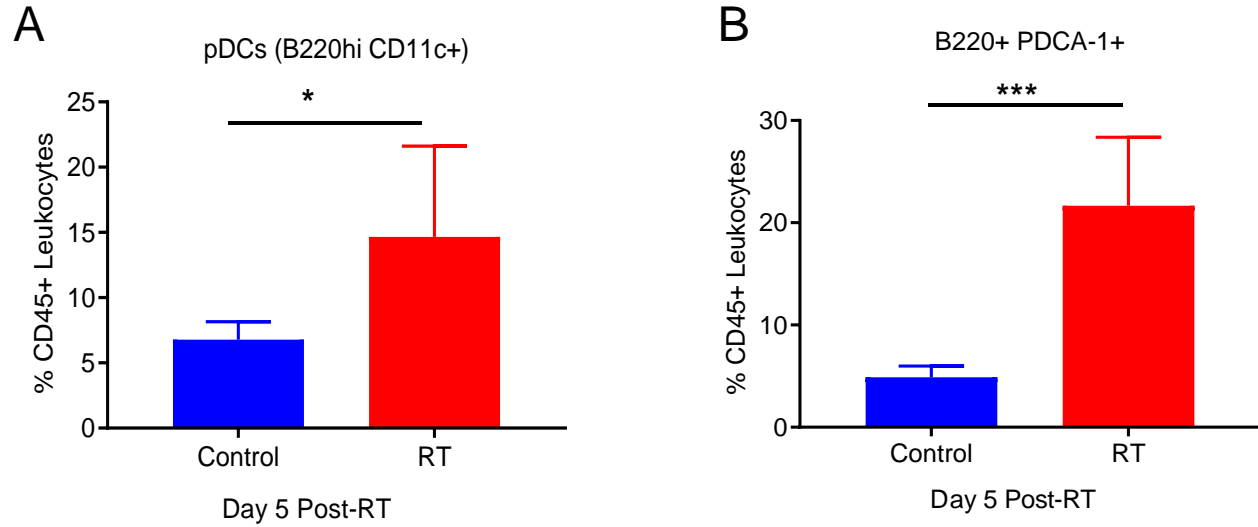 A
pDCs (B220hi CD11c+)
*
25
20
15
10
5
0
% CD45+ Leukocytes
Control
RT
Day 5 Post-RT
B
B220+ PDCA-1+
***
30
20
10
0
% CD45+ Leukocytes
Control
RT
Day 5 Post-RT